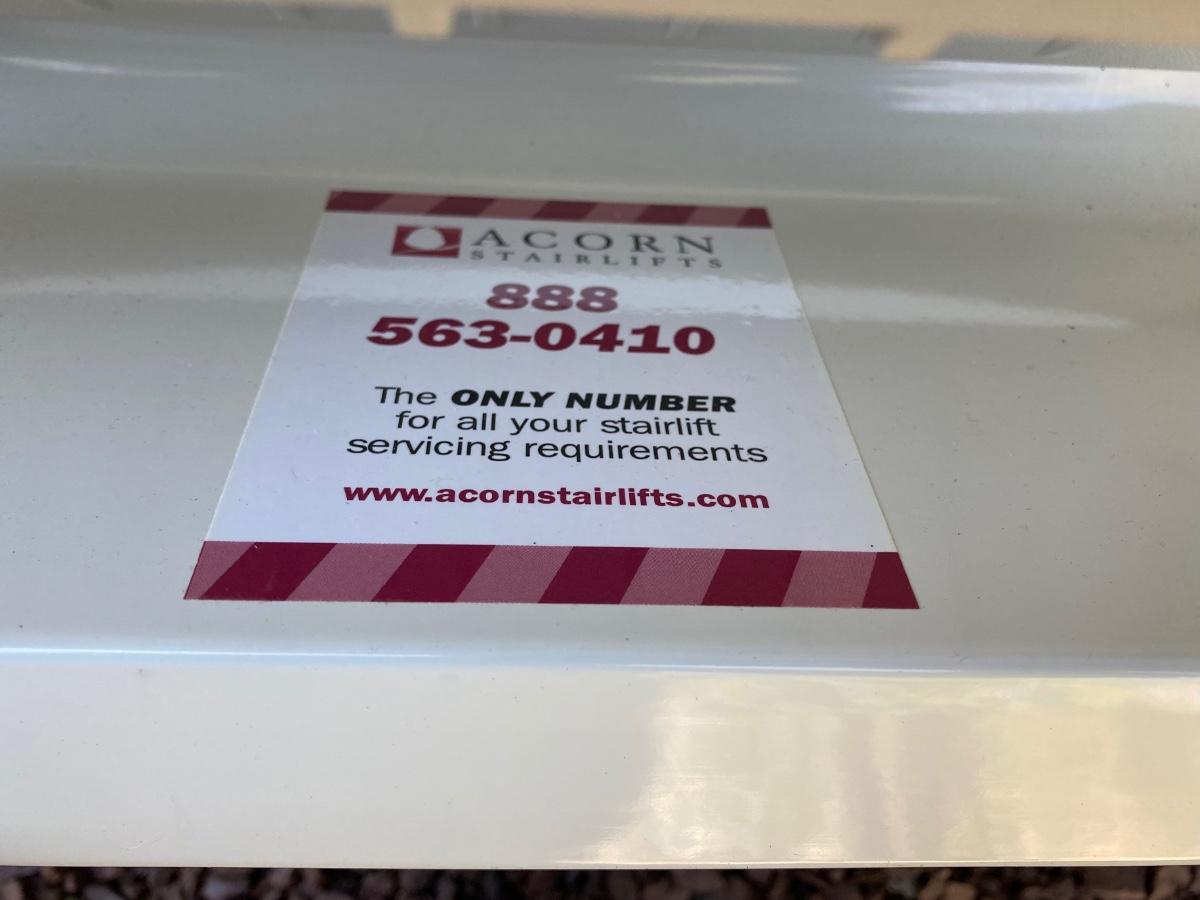 ACORN
STAIRLIFTS
888
563-0410
The ONLY NUMBER
for all your stairlift
servicing requirements
www.acornstairlifts.com